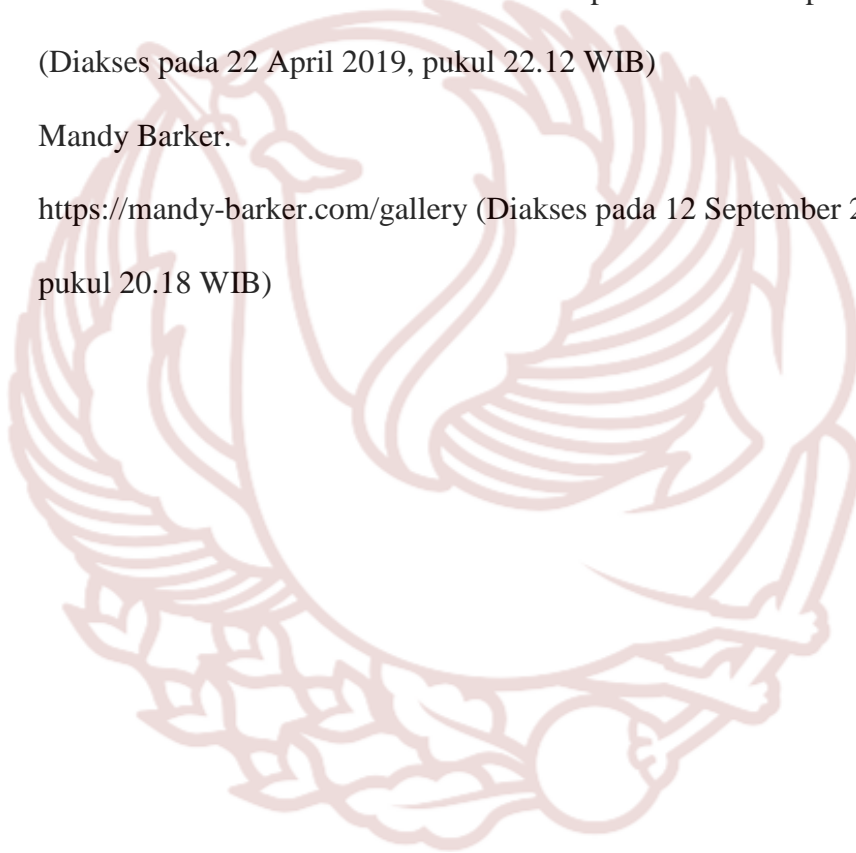 (Diakses pada 22 April 2019, pukul 22.12 WIB)
Mandy Barker.
https://mandy-barker.com/gallery (Diakses pada 12 September
pukul 20.18 WIB)